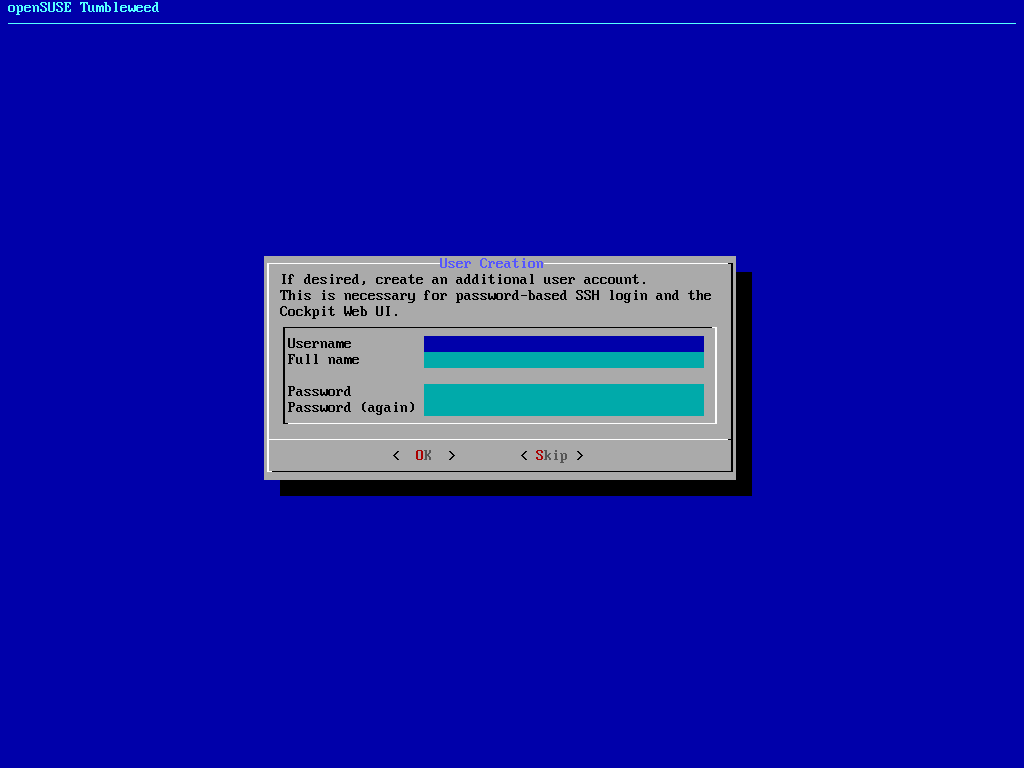 openSUSE Tumbleweed
User Creation
If desired, create an additional user account.
This is necessary for password-based SSH login and the
Cockpit Web UI.
Username
Full name
Password
Password (again)
<  OK  > < Skip >